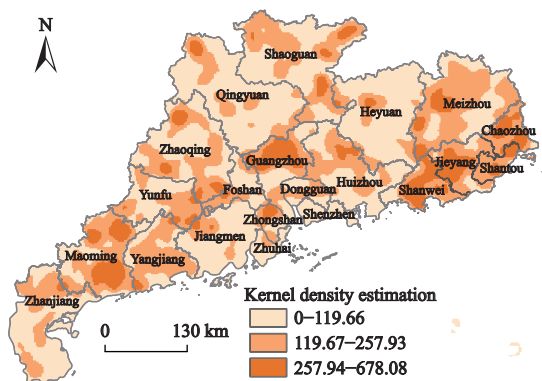 N
Shaoguan
Qingyuan
Heyuan
Meizhou
Chaozhou
Zhaoqing
Guangzhou
Jieyang
Shantou
Yunfu
Foshan
Dongguan
Huizhou
Shanwei
Zhongshan
Shenzhen
Jiangmen
Zhuhai
Maoming
Yangjiang
Zhanjiang
Kernel density estimation
0−119.66
119.67−257.93
257.94−678.08
0 130 km